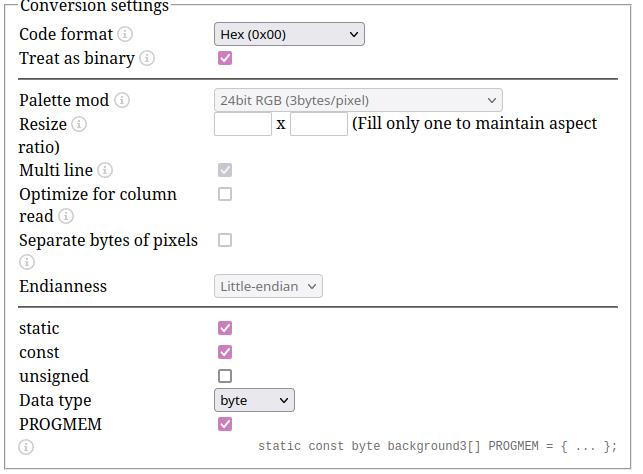 Conversion settings
Code format Hex (0x00)
Treat as binary
Palette mod 24bit RGB (3bytes/pixel)
Resize x (Fill only one to maintain aspect
ratio)
Multi line
Optimize for column
read
Separate bytes of pixels
Endianness Little-endian
static
const
unsigned
Data type byte
PROGMEM
static const byte background3[] PROGMEM = { ... };